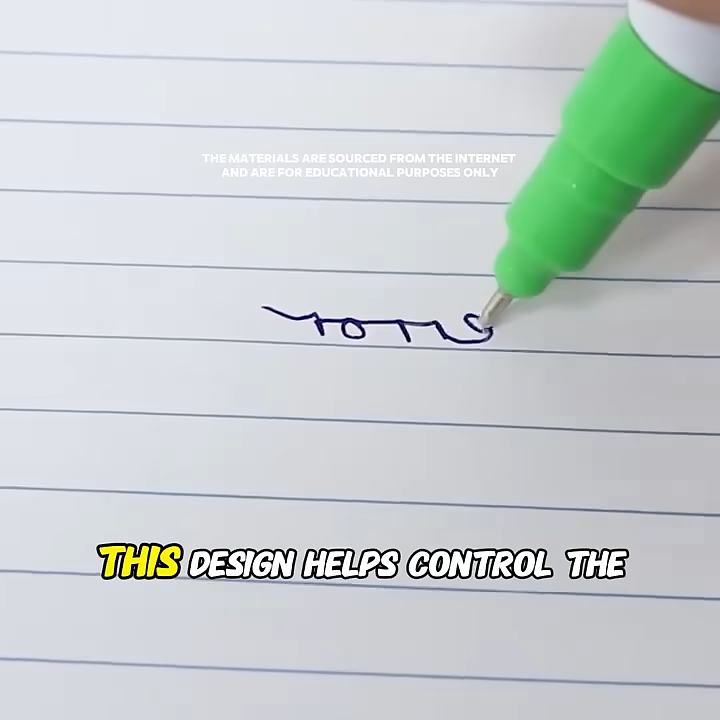 THE MATERIALS ARE SOURCED FROM THE INTERNET
AND ARE FOR EDUCATIONAL PURPOSES ONLY
THIS DESIGN HELPS CONTROL THE